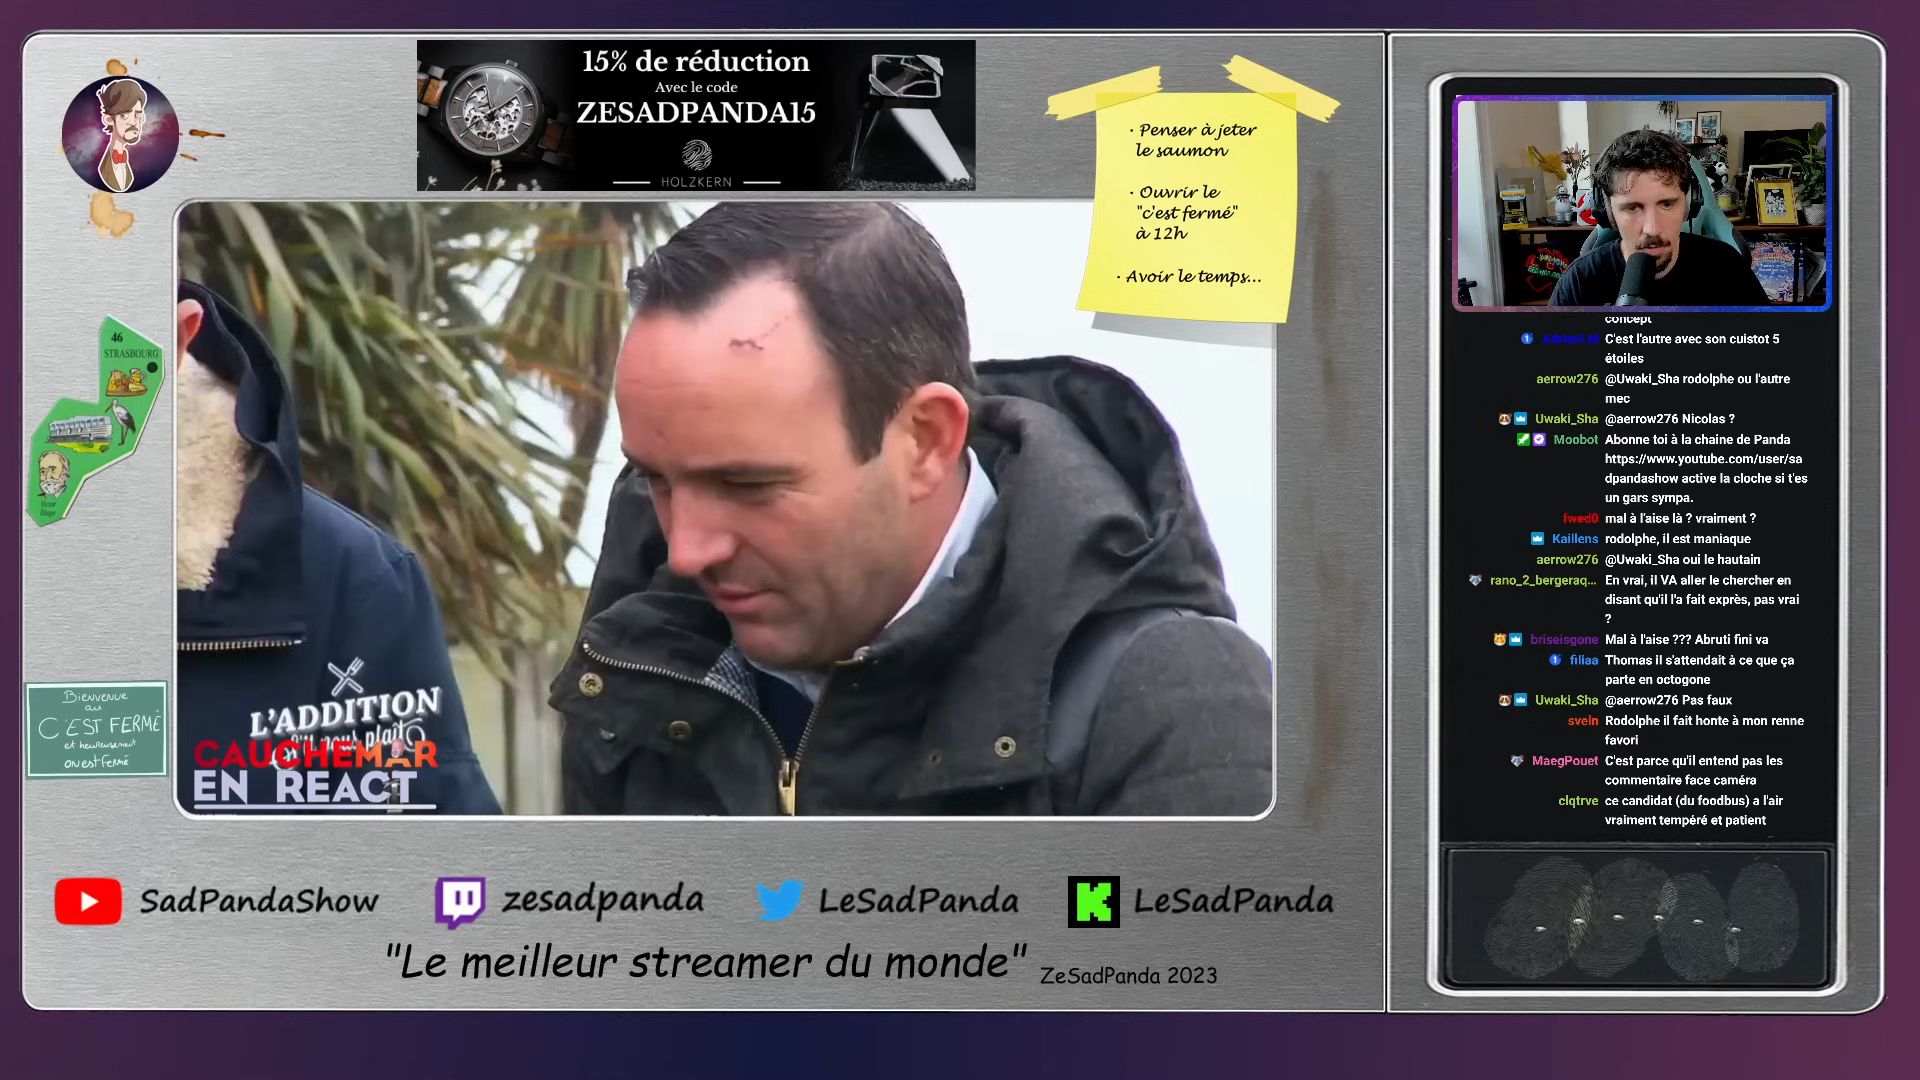 15% de réduction
Avec le code
ZESADPANDA15
HOLZKERN
· Penser à jeter
le saumon
· Ouvrir le
"c'est fermé"
à 12h
· Avoir le temps...
46
STRASBOURG
Victor
Hugo
Bienvenue
au
C'EST FERMÉ
et heureusement
on est fermé
L'ADDITION
s'il vous plaît
CAUCHEMAR
EN REACT
SadPandaShow
zesadpanda
LeSadPanda
LeSadPanda
"Le meilleur streamer du monde"
ZeSadPanda 2023
concept
C'est l'autre avec son cuistot 5
étoiles
aerrow276 @Uwaki_Sha rodolphe ou l'autre
mec
Uwaki_Sha @aerrow276 Nicolas ?
Moobot Abonne toi à la chaine de Panda
https://www.youtube.com/user/sa
dpandashow active la cloche si t'es
un gars sympa.
fwed0 mal à l'aise là ? vraiment ?
Kaillens rodolphe, il est maniaque
aerrow276 @Uwaki_Sha oui le hautain
rano_2_bergeraq... En vrai, il VA aller le chercher en
disant qu'il l'a fait exprès, pas vrai
?
briseisgone Mal à l'aise ??? Abruti fini va
filiaa Thomas il s'attendait à ce que ça
parte en octogone
Uwaki_Sha @aerrow276 Pas faux
sveln Rodolphe il fait honte à mon renne
favori
MaegPouet C'est parce qu'il entend pas les
commentaire face caméra
clqtrve ce candidat (du foodbus) a l'air
vraiment tempéré et patient